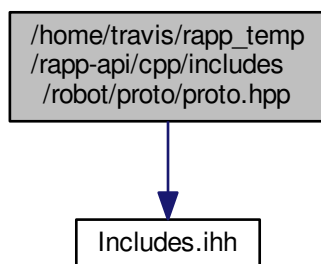 /home/travis/rapp_temp
/rapp-api/cpp/includes
/robot/proto/proto.hpp
Includes.ihh